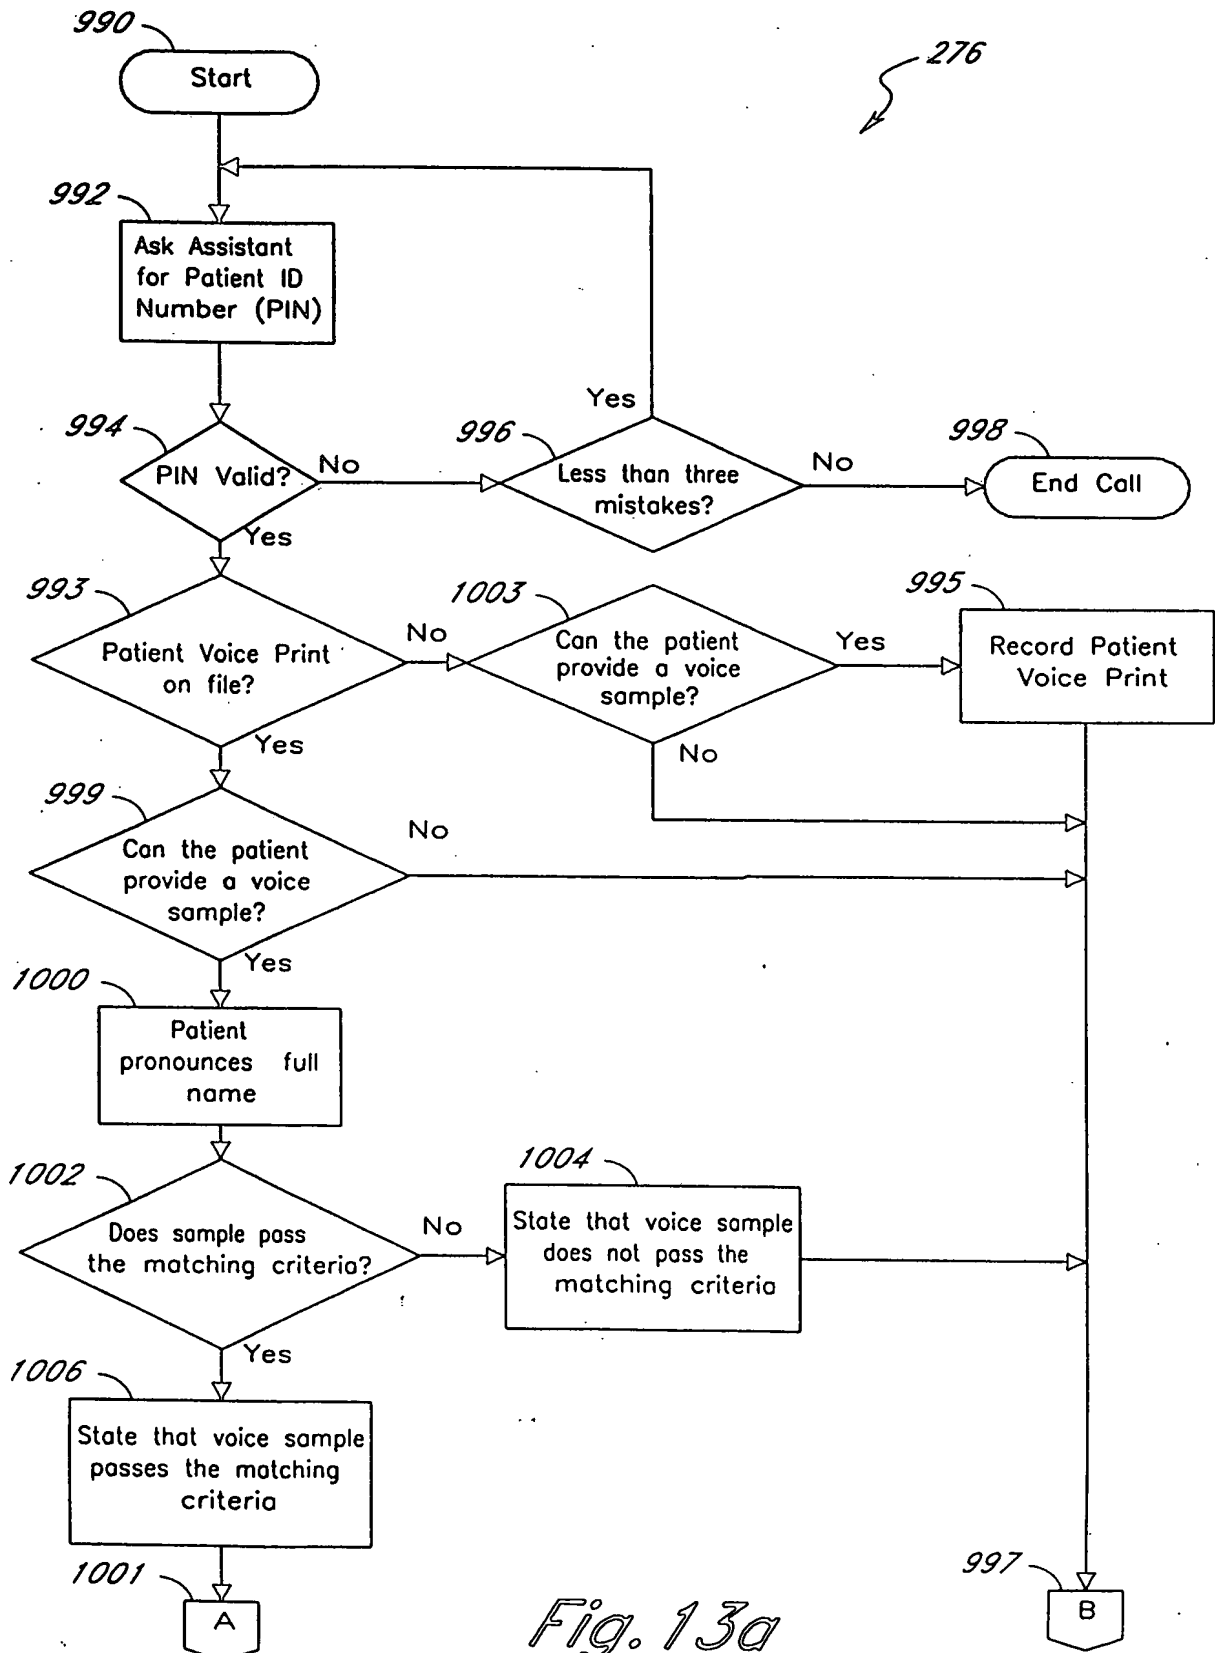 990
Start
276
992
Ask Assistant
for Patient ID
Number (PIN)
Yes
994
PIN Valid?
No
996
Less than three
mistakes?
No
998
End Call
Yes
993
Patient Voice Print
on file?
No
1003
Can the patient
provide a voice
sample?
Yes
995
Record Patient
Voice Print
Yes
No
999
Can the patient
provide a voice
sample?
No
Yes
1000
Patient
pronounces full
name
1002
Does sample pass
the matching criteria?
No
1004
State that voice sample
does not pass the
matching criteria
Yes
1006
State that voice sample
passes the matching
criteria
1001
A
997
B
Fig. 13a